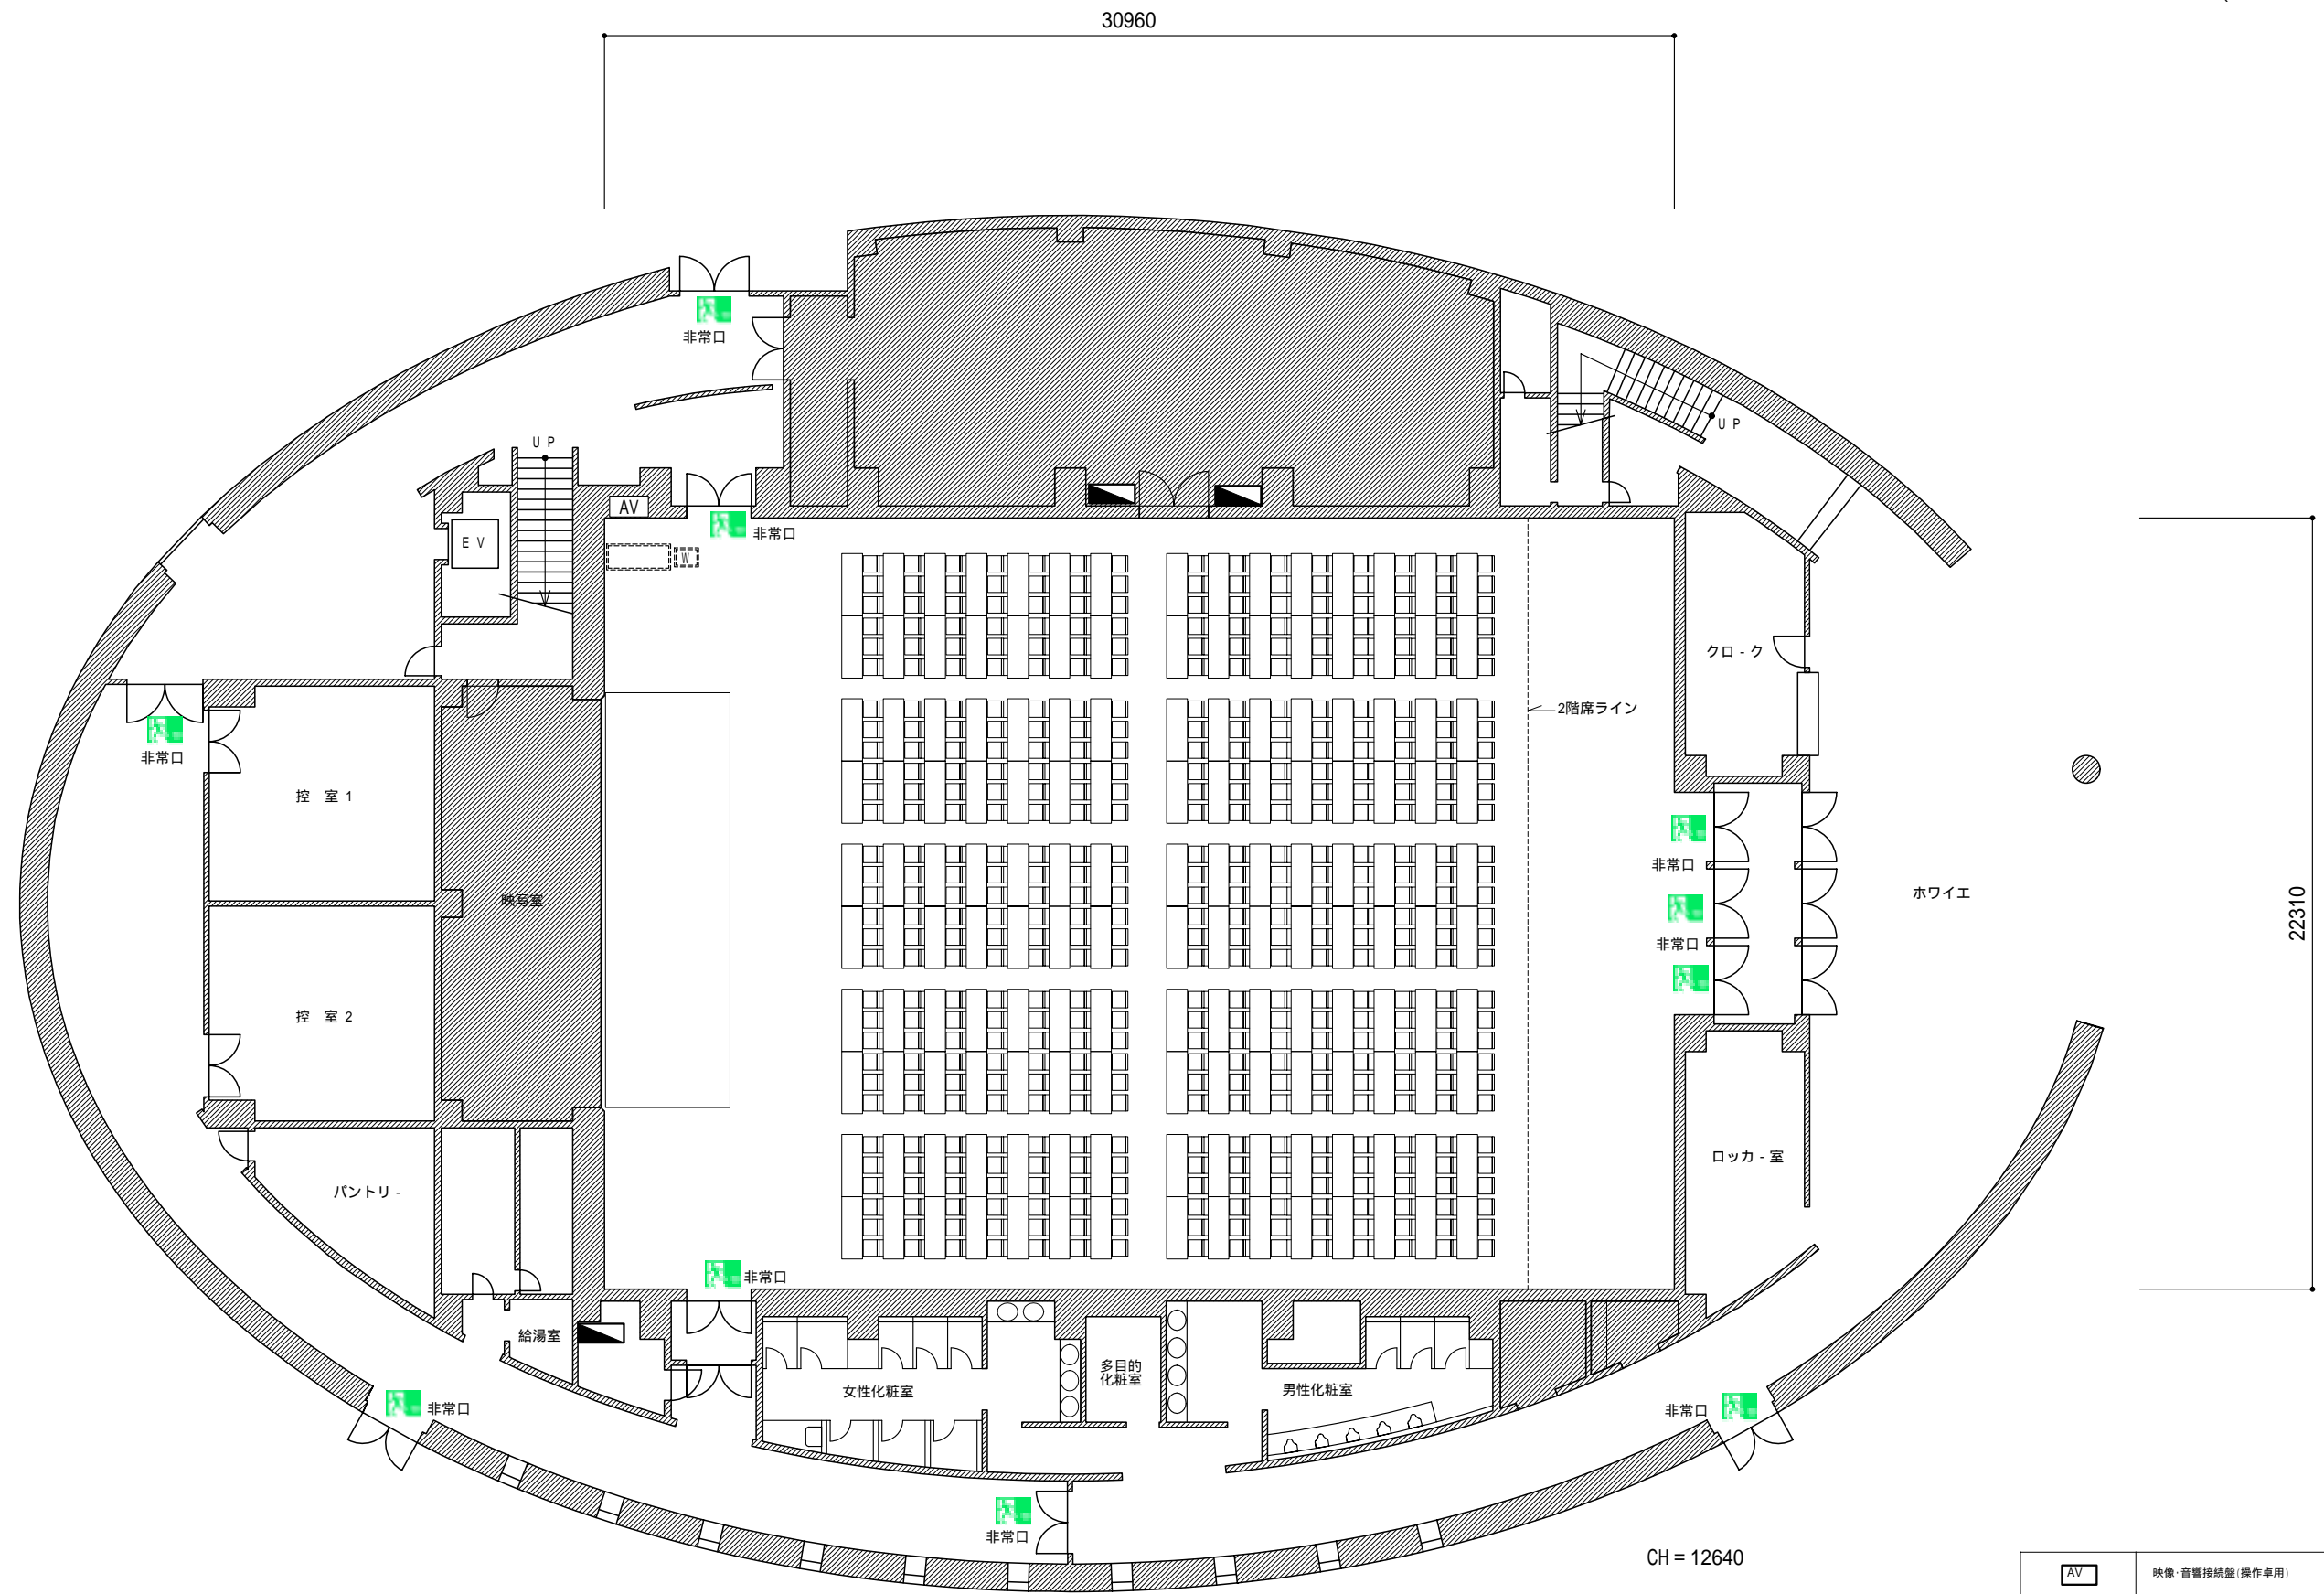 30960
非常口
UP
UP
AV
非常口
EV
W
クロ-ク
2階席ライン
非常口
控 室 1
非常口
ホワイエ
映写室
22310
非常口
控 室 2
ロッカ-室
パントリ-
非常口
給湯室
多目的
化粧室
女性化粧室
男性化粧室
非常口
非常口
非常口
CH = 12640
AV
映像・音響接続盤(操作卓用)